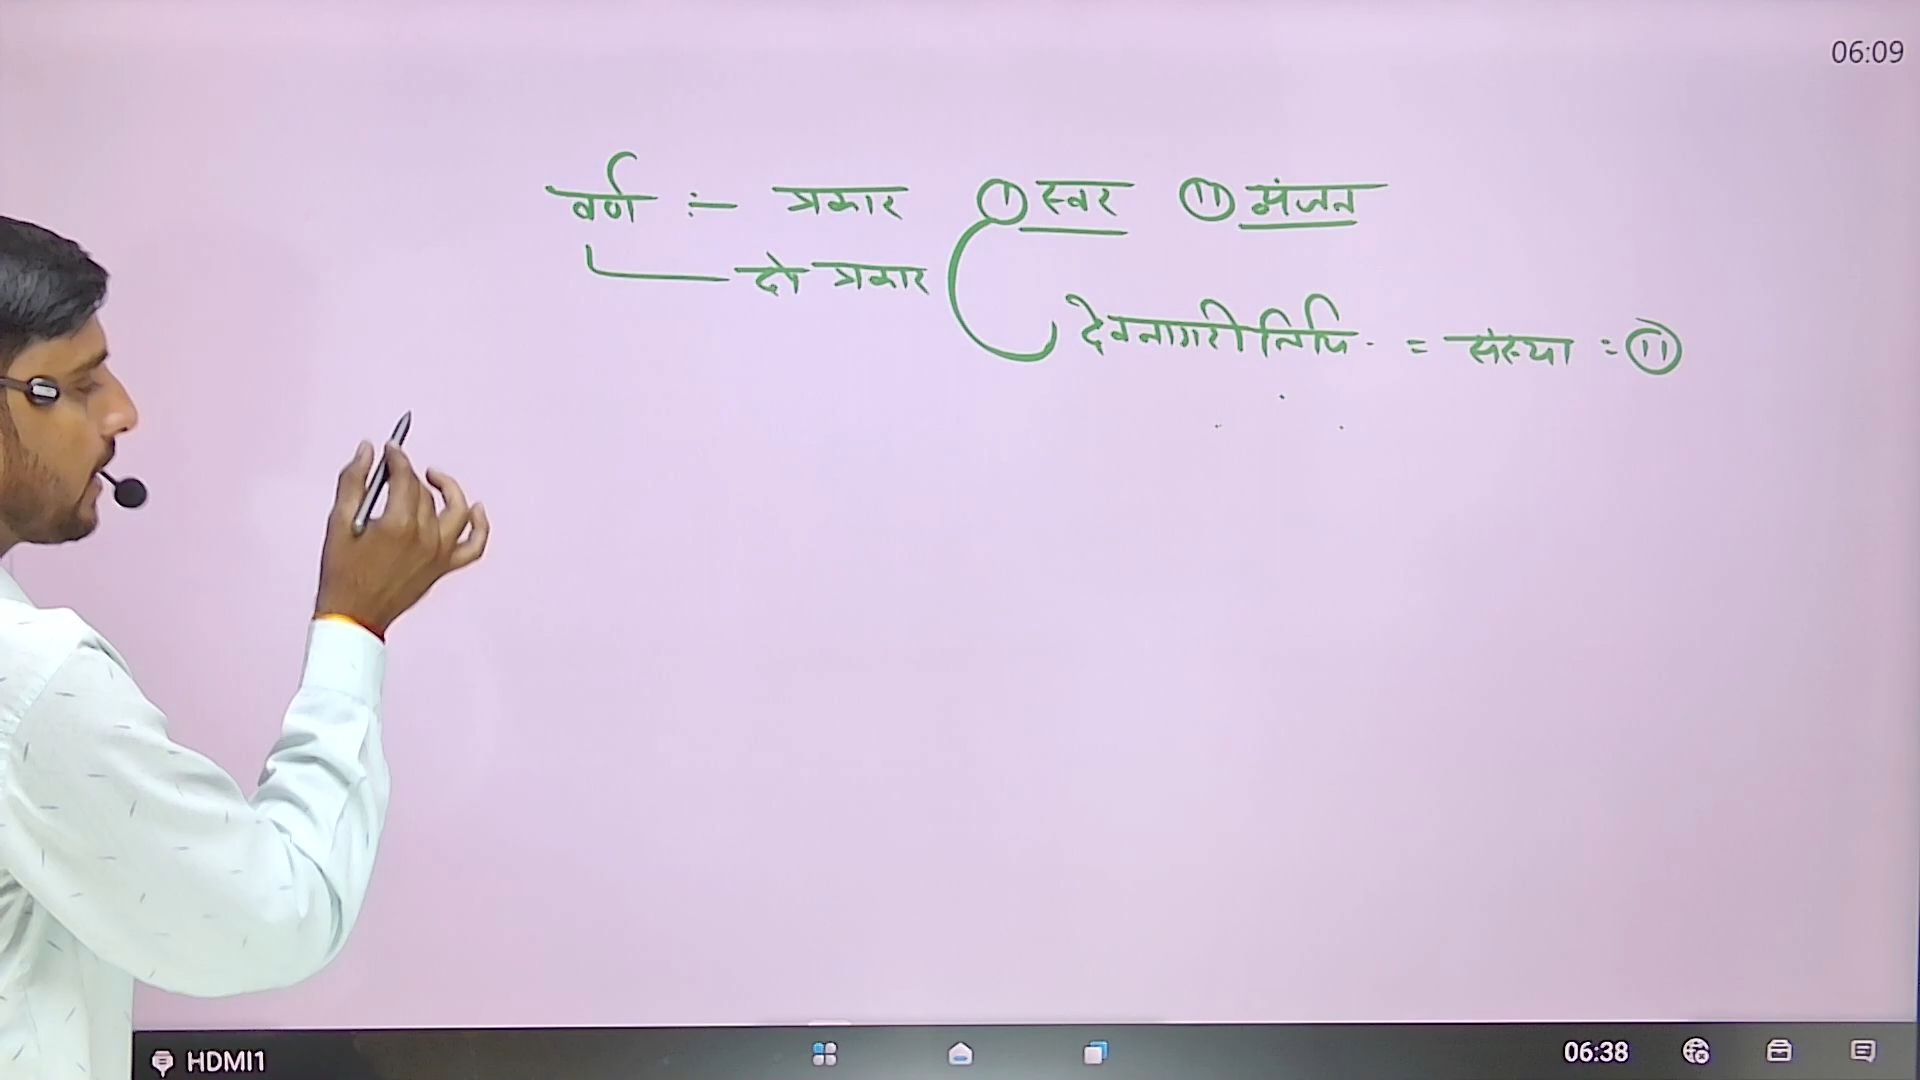 06:09
वर्ण :- प्रकार ① स्वर ⑪ व्यंजन
दो प्रकार
देवनागरी लिपि. = संख्या = ⑪
HDMI1
06:38